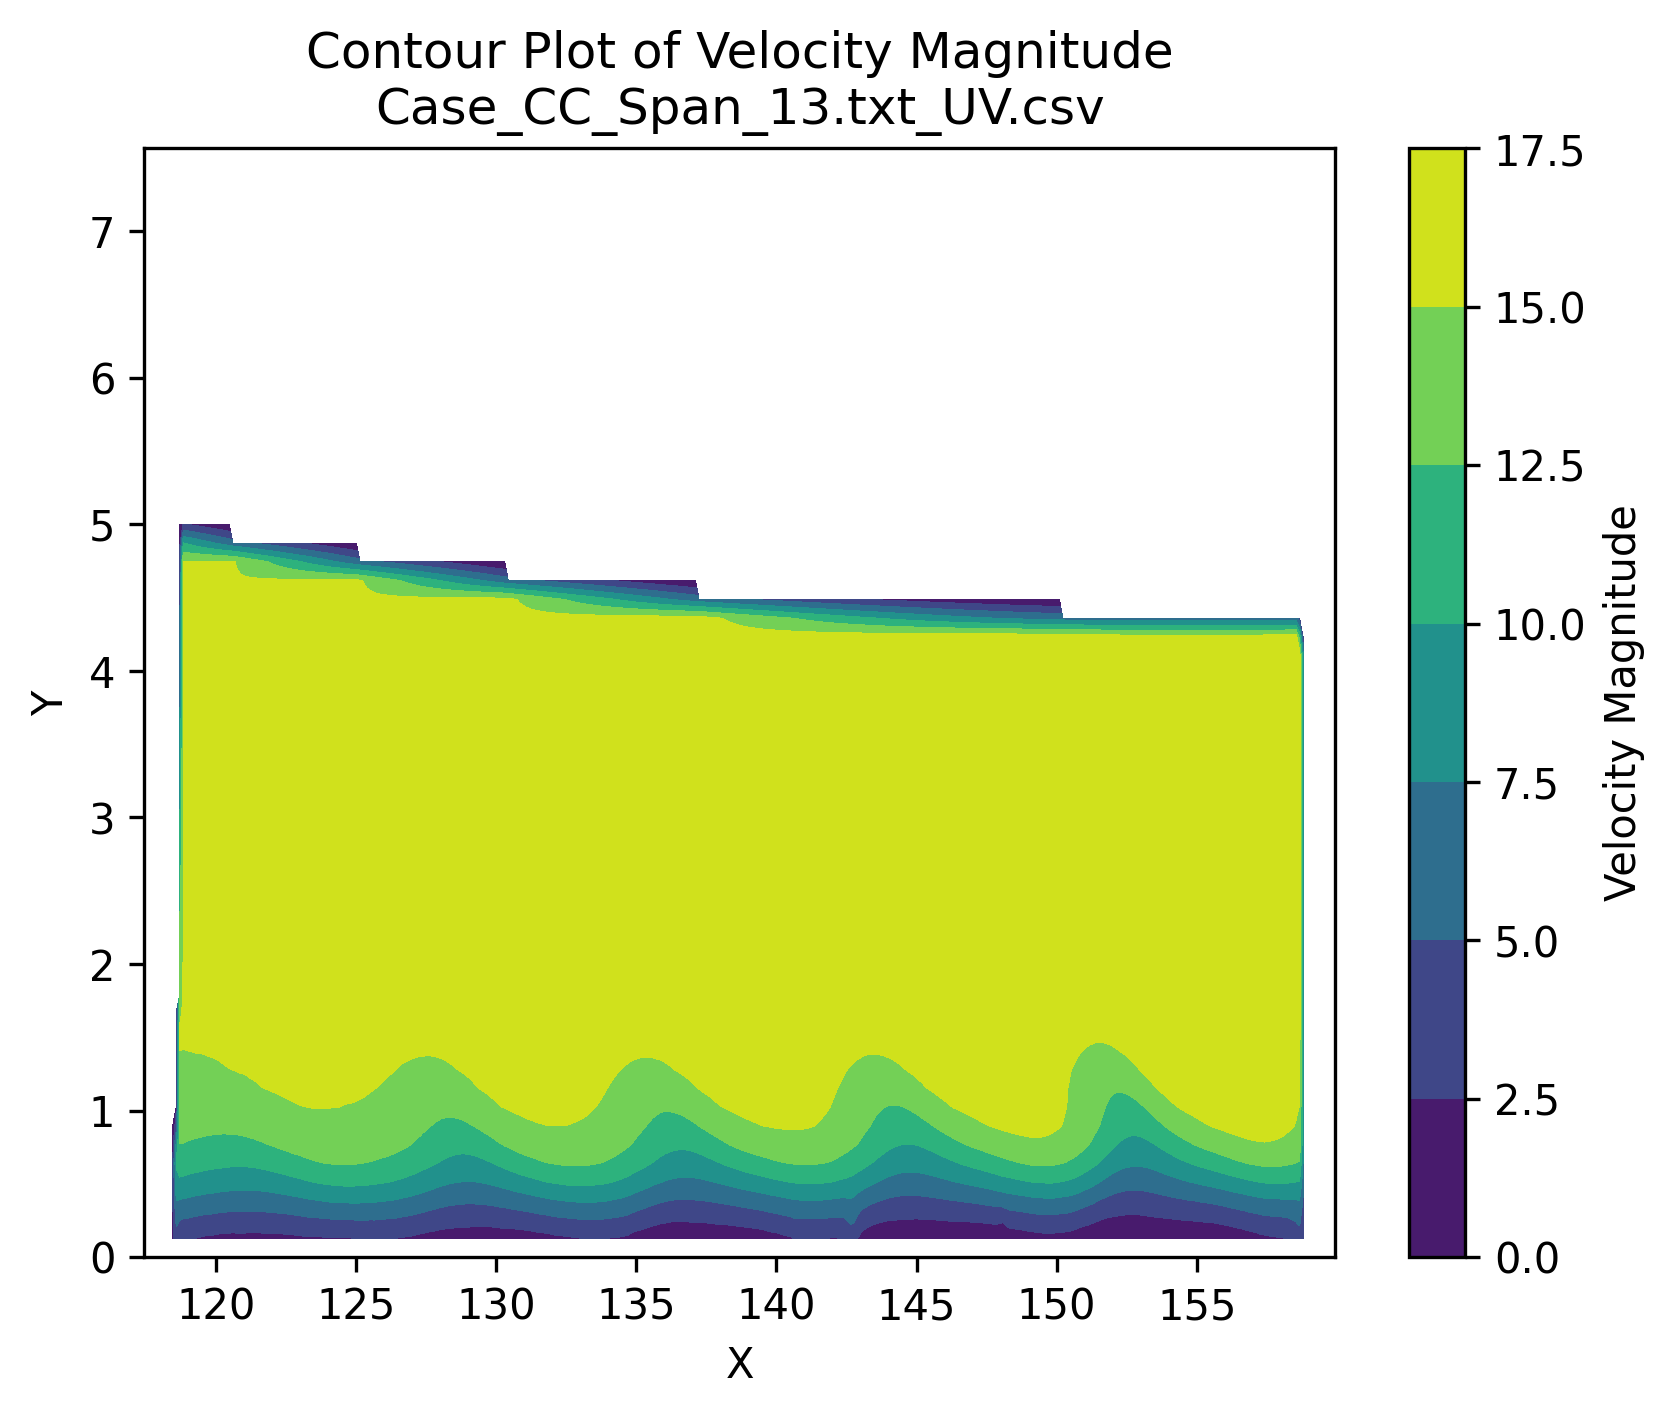 Contour Plot of Velocity Magnitude
Case_CC_Span_13.txt_UV.csv
Y
7
6
5
4
3
2
1
0
120 125 130 135 140 145 150 155
X
17.5
15.0
12.5
10.0
7.5
5.0
2.5
0.0
Velocity Magnitude